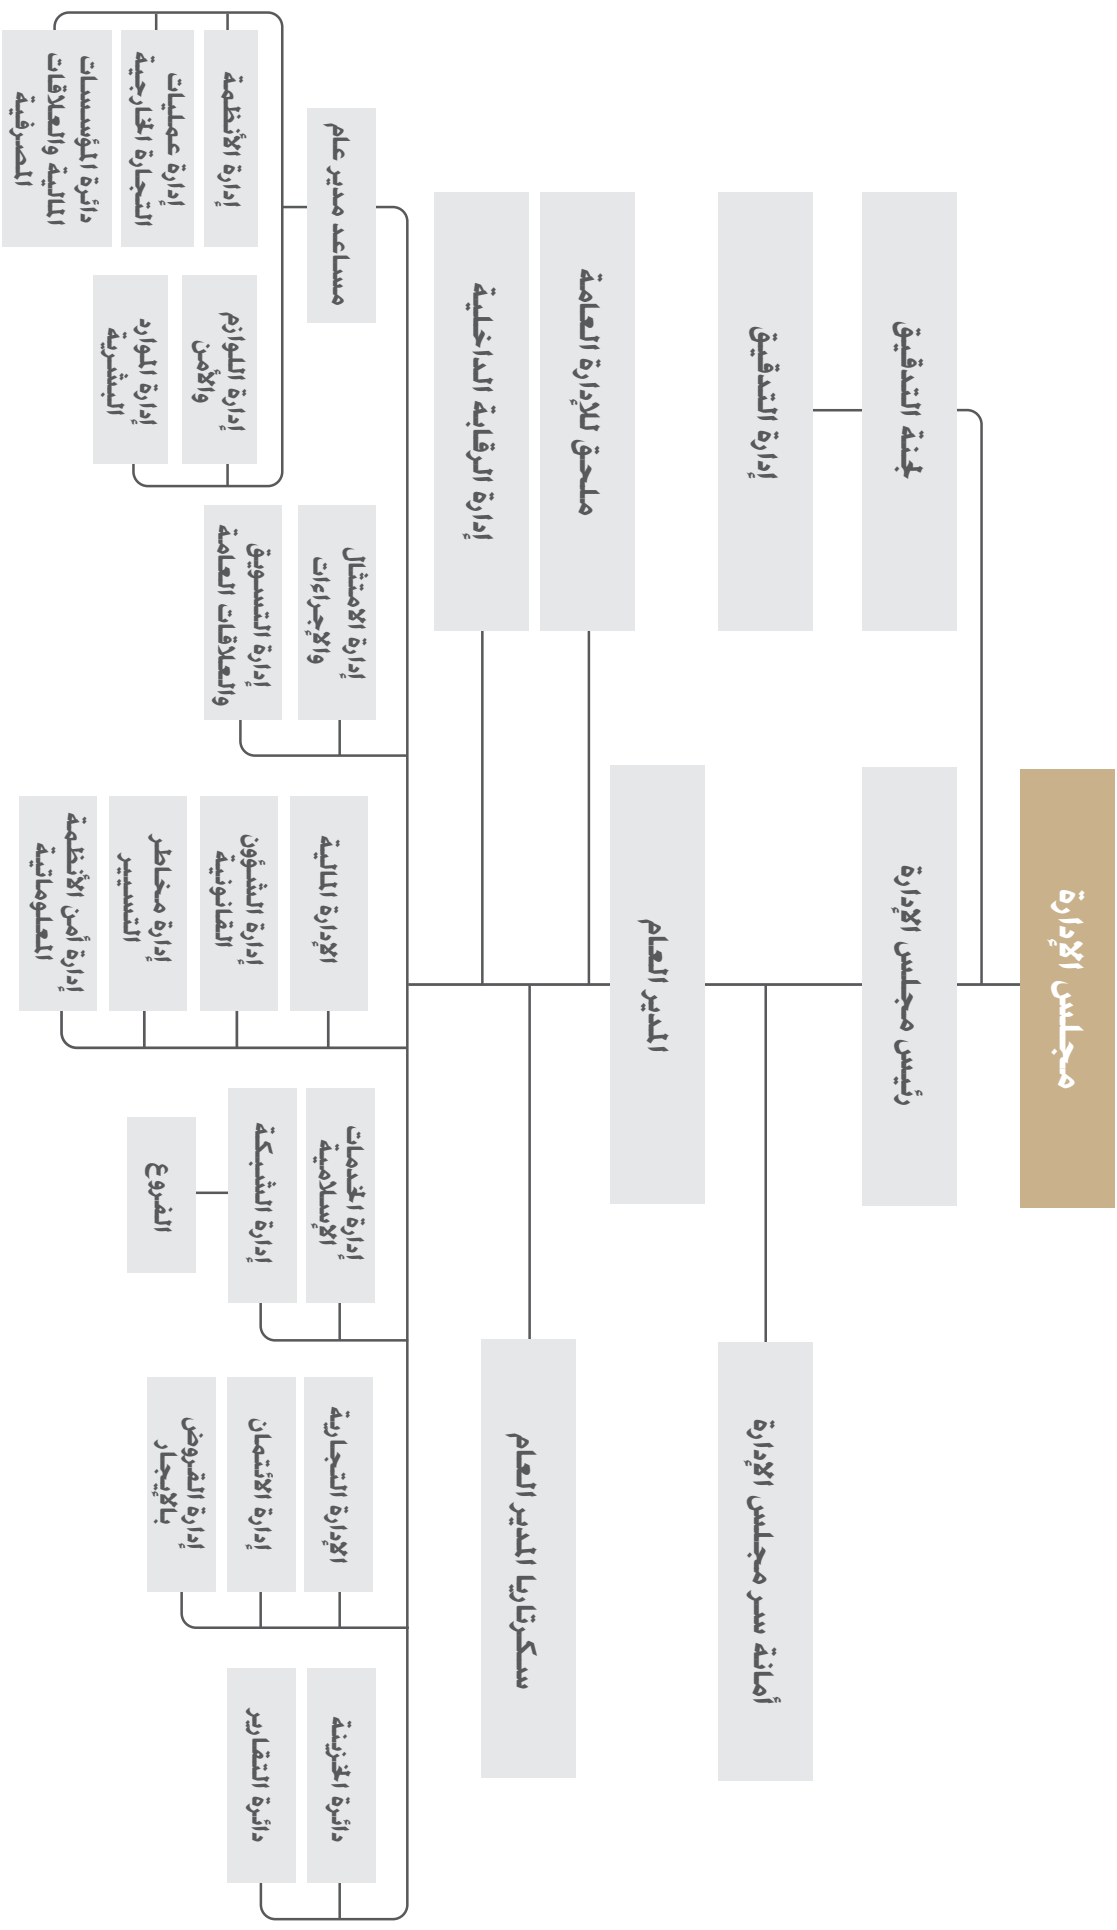 مجلس الإدارة
رئيس مجلس الإدارة
لجنة التدقيق
أمانة سر مجلس الإدارة
إدارة التدقيق
المدير العام
ملحق للإدارة العامة
سكرتاريا المدير العام
إدارة الرقابة الداخلية
دائرة الخزينة
دائرة التقارير
الإدارة التجارية
إدارة الائتمان
إدارة القروض
بالإيجار
إدارة الخدمات
الإسلامية
إدارة الشبكة
الفروع
الإدارة المالية
إدارة الشؤون
القانونية
إدارة مخاطر
التسيير
إدارة أمن الأنظمة
المعلوماتية
إدارة الامتثال
والاجراءات
إدارة التسويق
والعلاقات العامة
مساعد مدير عام
إدارة اللوازم
والأمن
إدارة الموارد
البشرية
إدارة الأنظمة
إدارة عمليات
التجارة الخارجية
دائرة المؤسسات
المالية والعلاقات
المصرفية